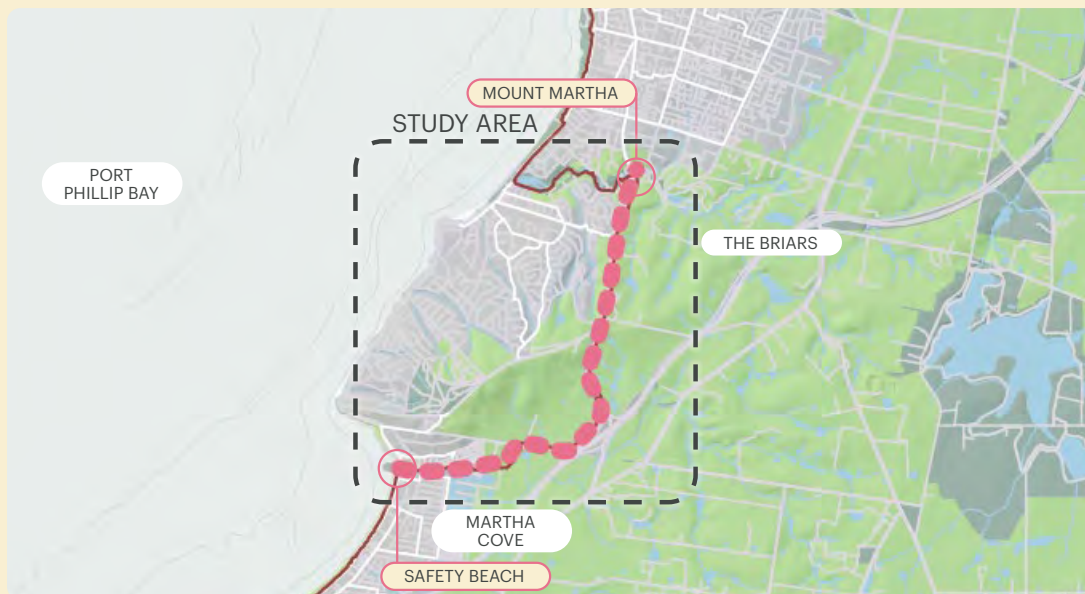 MOUNT MARTHA
STUDY AREA
PORT
PHILLIP BAY
THE BRIARS
MARTHA
COVE
SAFETY BEACH